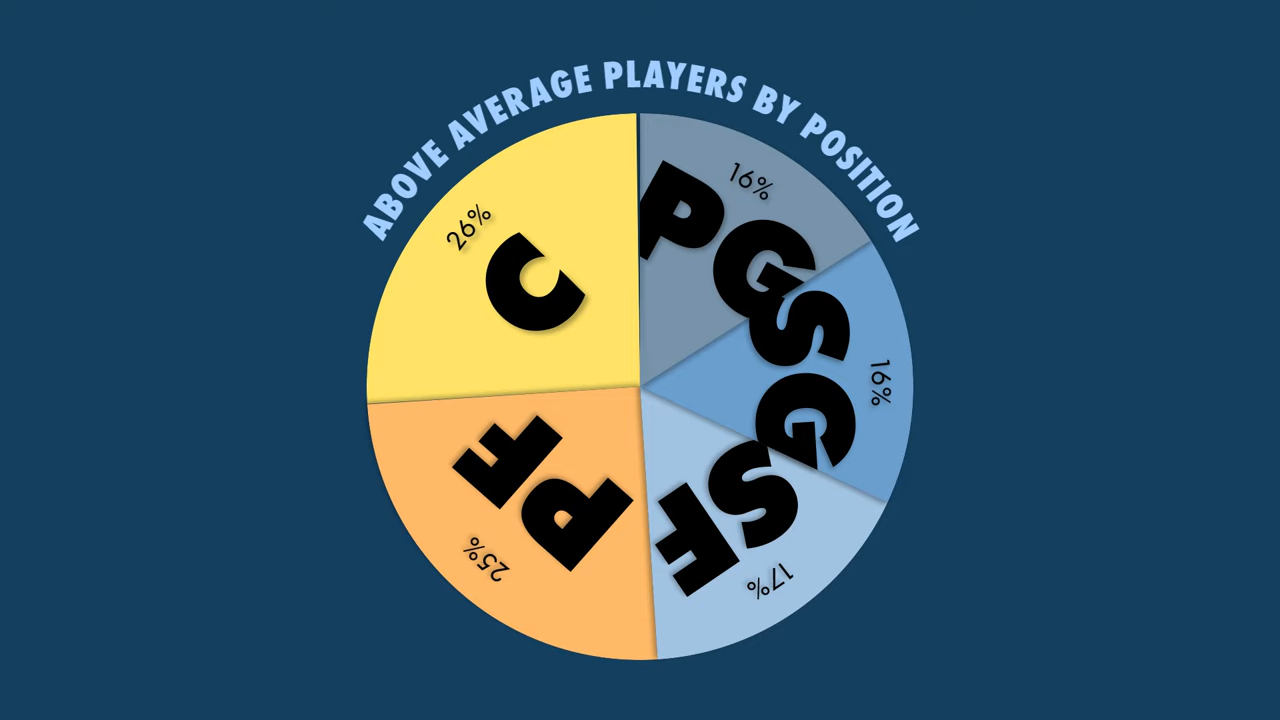 ABOVE AVERAGE PLAYERS BY POSITION
16%
PG
16%
SG
17%
SF
25%
PF
26%
C